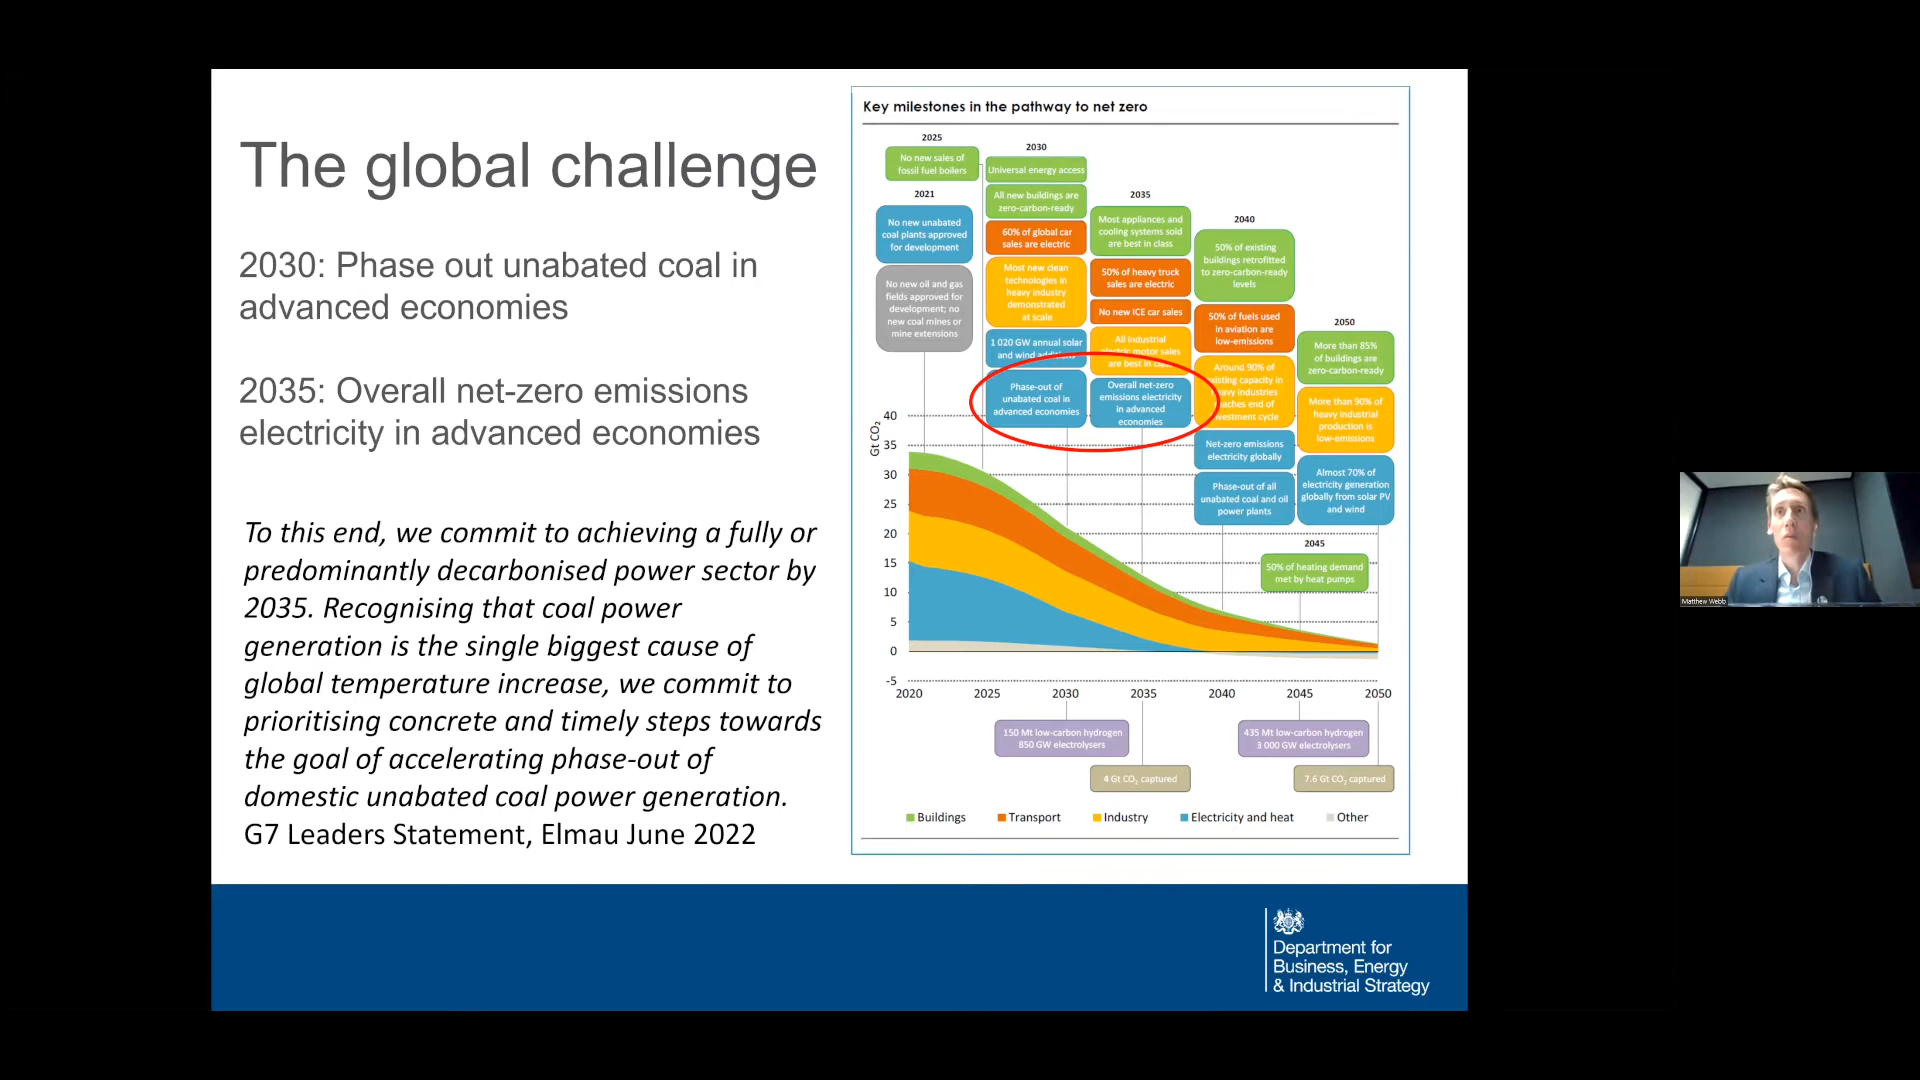 The global challenge
2030: Phase out unabated coal in
advanced economies
2035: Overall net-zero emissions
electricity in advanced economies
To this end, we commit to achieving a fully or
predominantly decarbonised power sector by
2035. Recognising that coal power
generation is the single biggest cause of
global temperature increase, we commit to
prioritising concrete and timely steps towards
the goal of accelerating phase-out of
domestic unabated coal power generation.
G7 Leaders Statement, Elmau June 2022
Key milestones in the pathway to net zero
2025
No new sales of
fossil fuel boilers
2021
No new unabated
coal plants approved
for development
No new oil and gas
fields approved for
development; no
new coal mines or
mine extensions
2030
Universal energy access
All new buildings are
zero-carbon-ready
60% of global car
sales are electric
Most new clean
technologies in
heavy industry
demonstrated
at scale
1 020 GW annual solar
and wind additions
Phase-out of
unabated coal in
advanced economies
2035
Most appliances and
cooling systems sold
are best in class
50% of heavy truck
sales are electric
No new ICE car sales
All industrial
electric motor sales
are best in class
Overall net-zero
emissions electricity
in advanced
economies
2040
50% of existing
buildings retrofitted
to zero-carbon-ready
levels
50% of fuels used
in aviation are
low-emissions
Around 90% of
existing capacity in
heavy industries
reaches end of
investment cycle
Net-zero emissions
electricity globally
Phase-out of all
unabated coal and oil
power plants
2050
More than 85%
of buildings are
zero-carbon-ready
More than 90% of
heavy industrial
production is
low-emissions
Almost 70% of
electricity generation
globally from solar PV
and wind
2045
50% of heating demand
met by heat pumps
Gt CO₂
40
35
30
25
20
15
10
5
0
-5
2020 2025 2030 2035 2040 2045 2050
150 Mt low-carbon hydrogen
850 GW electrolysers
435 Mt low-carbon hydrogen
3 000 GW electrolysers
4 Gt CO₂ captured
7.6 Gt CO₂ captured
Buildings Transport Industry Electricity and heat Other
Department for
Business, Energy
& Industrial Strategy
Matthew Webb